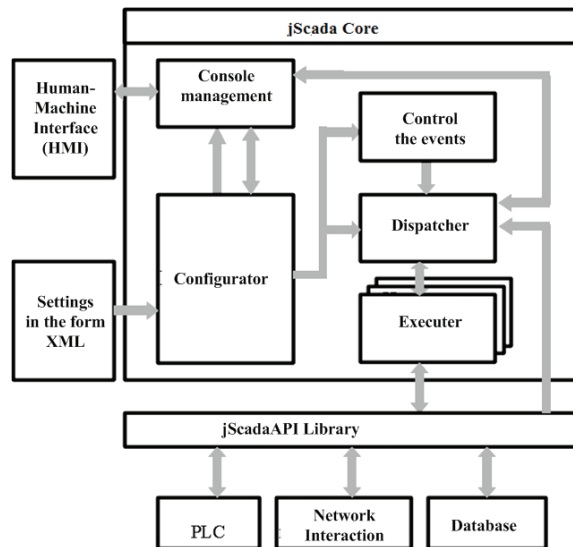 jScada Core
Human-
Machine
Interface
(HMI)
Console
management
Control
the events
Dispatcher
Configurator
Settings
in the form
XML
Executer
jScadaAPI Library
PLC
Network
Interaction
Database